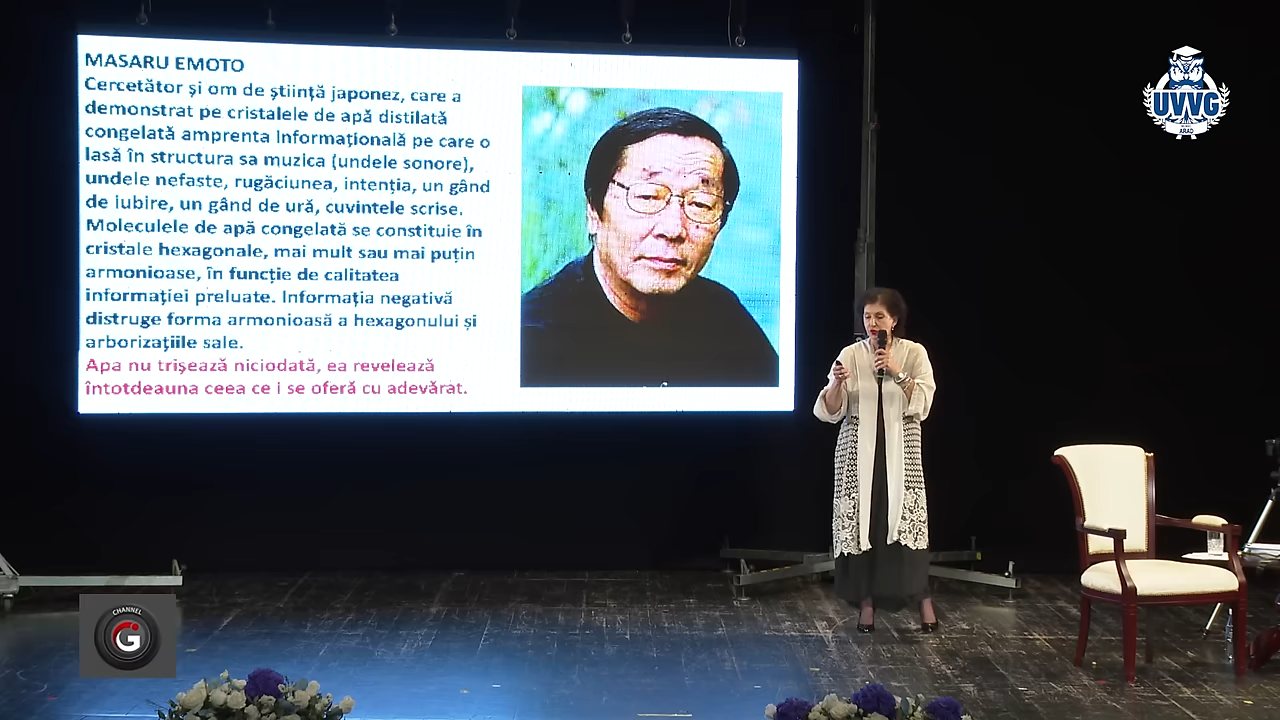 MASARU EMOTO
Cercetător și om de știință japonez, care a
demonstrat pe cristalele de apă distilată
congelată amprenta informațională pe care o
lasă în structura sa muzica (undele sonore),
undele nefaste, rugăciunea, intenția, un gând
de iubire, un gând de ură, cuvintele scrise.
Moleculele de apă congelată se constituie în
cristale hexagonale, mai mult sau mai puțin
armonioase, în funcție de calitatea
informației preluate. Informația negativă
distruge forma armonioasă a hexagonului și
arborizațiile sale.
Apa nu trișează niciodată, ea revelează
întotdeauna ceea ce i se oferă cu adevărat.
UVVG
ARAD
CHANNEL
G